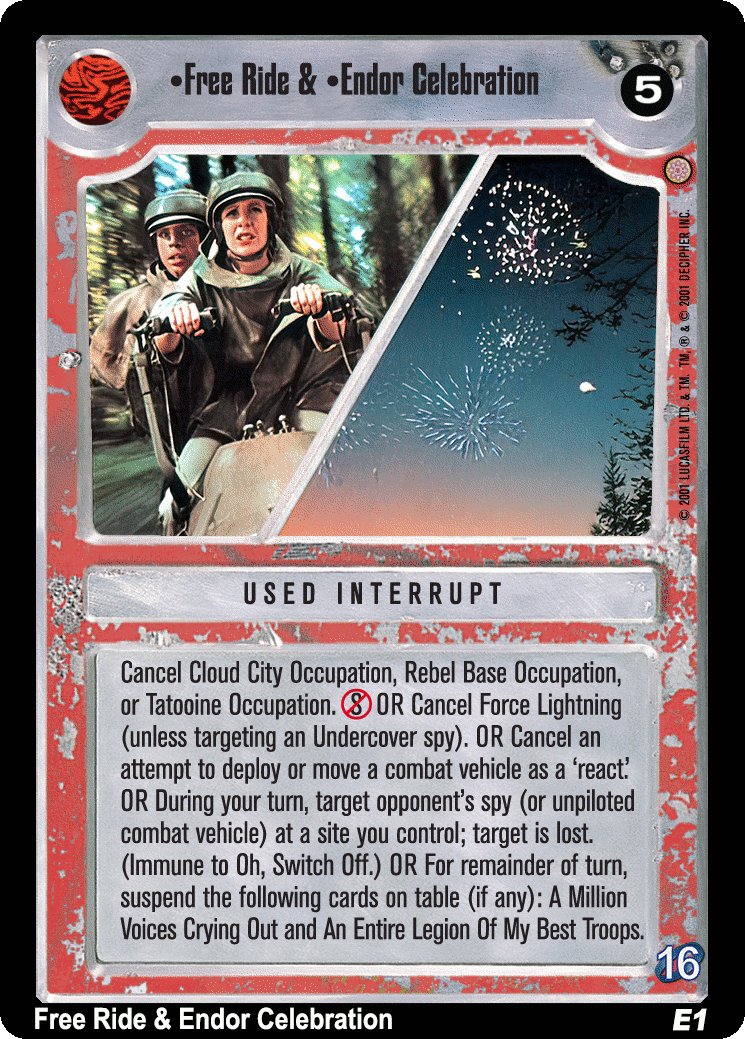 •Free Ride & •Endor Celebration
5
© 2001 LUCASFILM LTD. & TM. TM, ® & © 2001 DECIPHER INC.
USED INTERRUPT
Cancel Cloud City Occupation, Rebel Base Occupation,
or Tatooine Occupation. S OR Cancel Force Lightning
(unless targeting an Undercover spy). OR Cancel an
attempt to deploy or move a combat vehicle as a ‘react.’
OR During your turn, target opponent’s spy (or unpiloted
combat vehicle) at a site you control; target is lost.
(Immune to Oh, Switch Off.) OR For remainder of turn,
suspend the following cards on table (if any): A Million
Voices Crying Out and An Entire Legion Of My Best Troops.
16
Free Ride & Endor Celebration
E1